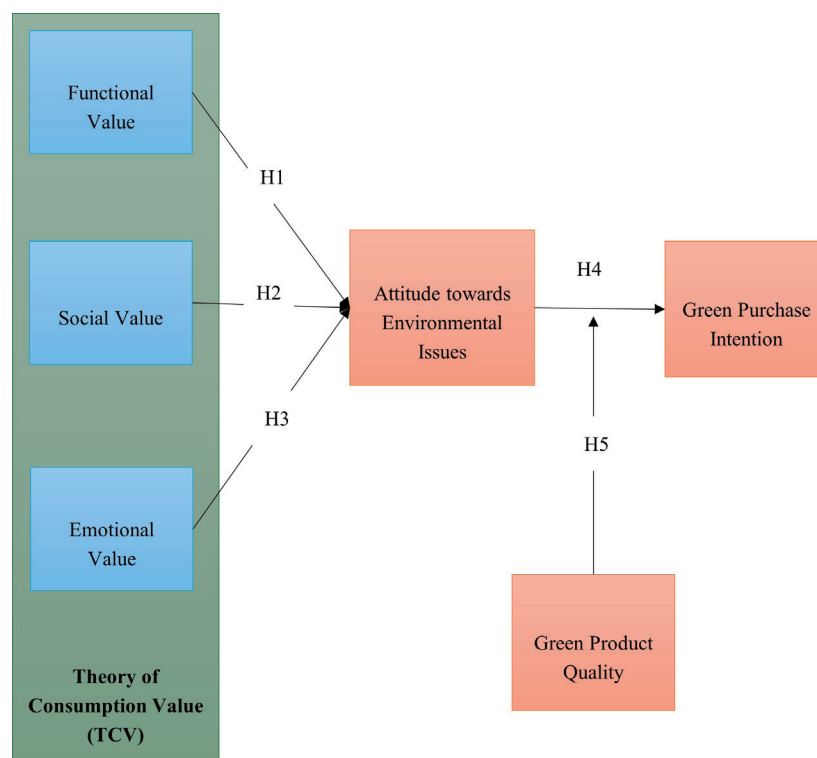 Functional
Value
H1
Social Value
H2
Attitude towards
Environmental
Issues
H4
Green Purchase
Intention
H3
Emotional
Value
H5
Green Product
Quality
Theory of
Consumption Value
(TCV)